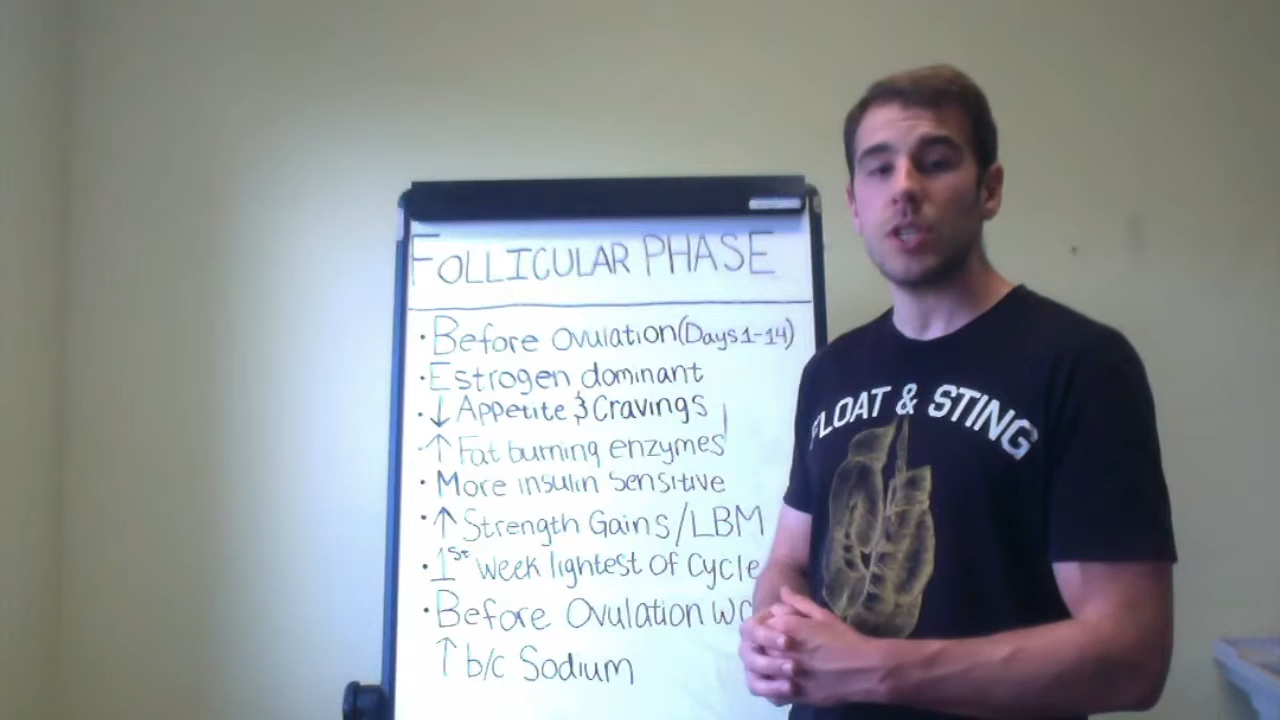 FOLLICULAR PHASE
• Before Ovulation (Days 1-14)
• Estrogen dominant
• ↓ Appetite & Cravings
• ↑ Fat burning enzymes
• More insulin sensitive
• ↑ Strength Gains/LBM
• 1st week lightest of Cycle
• Before Ovulation
↑ b/c Sodium
FLOAT & STING